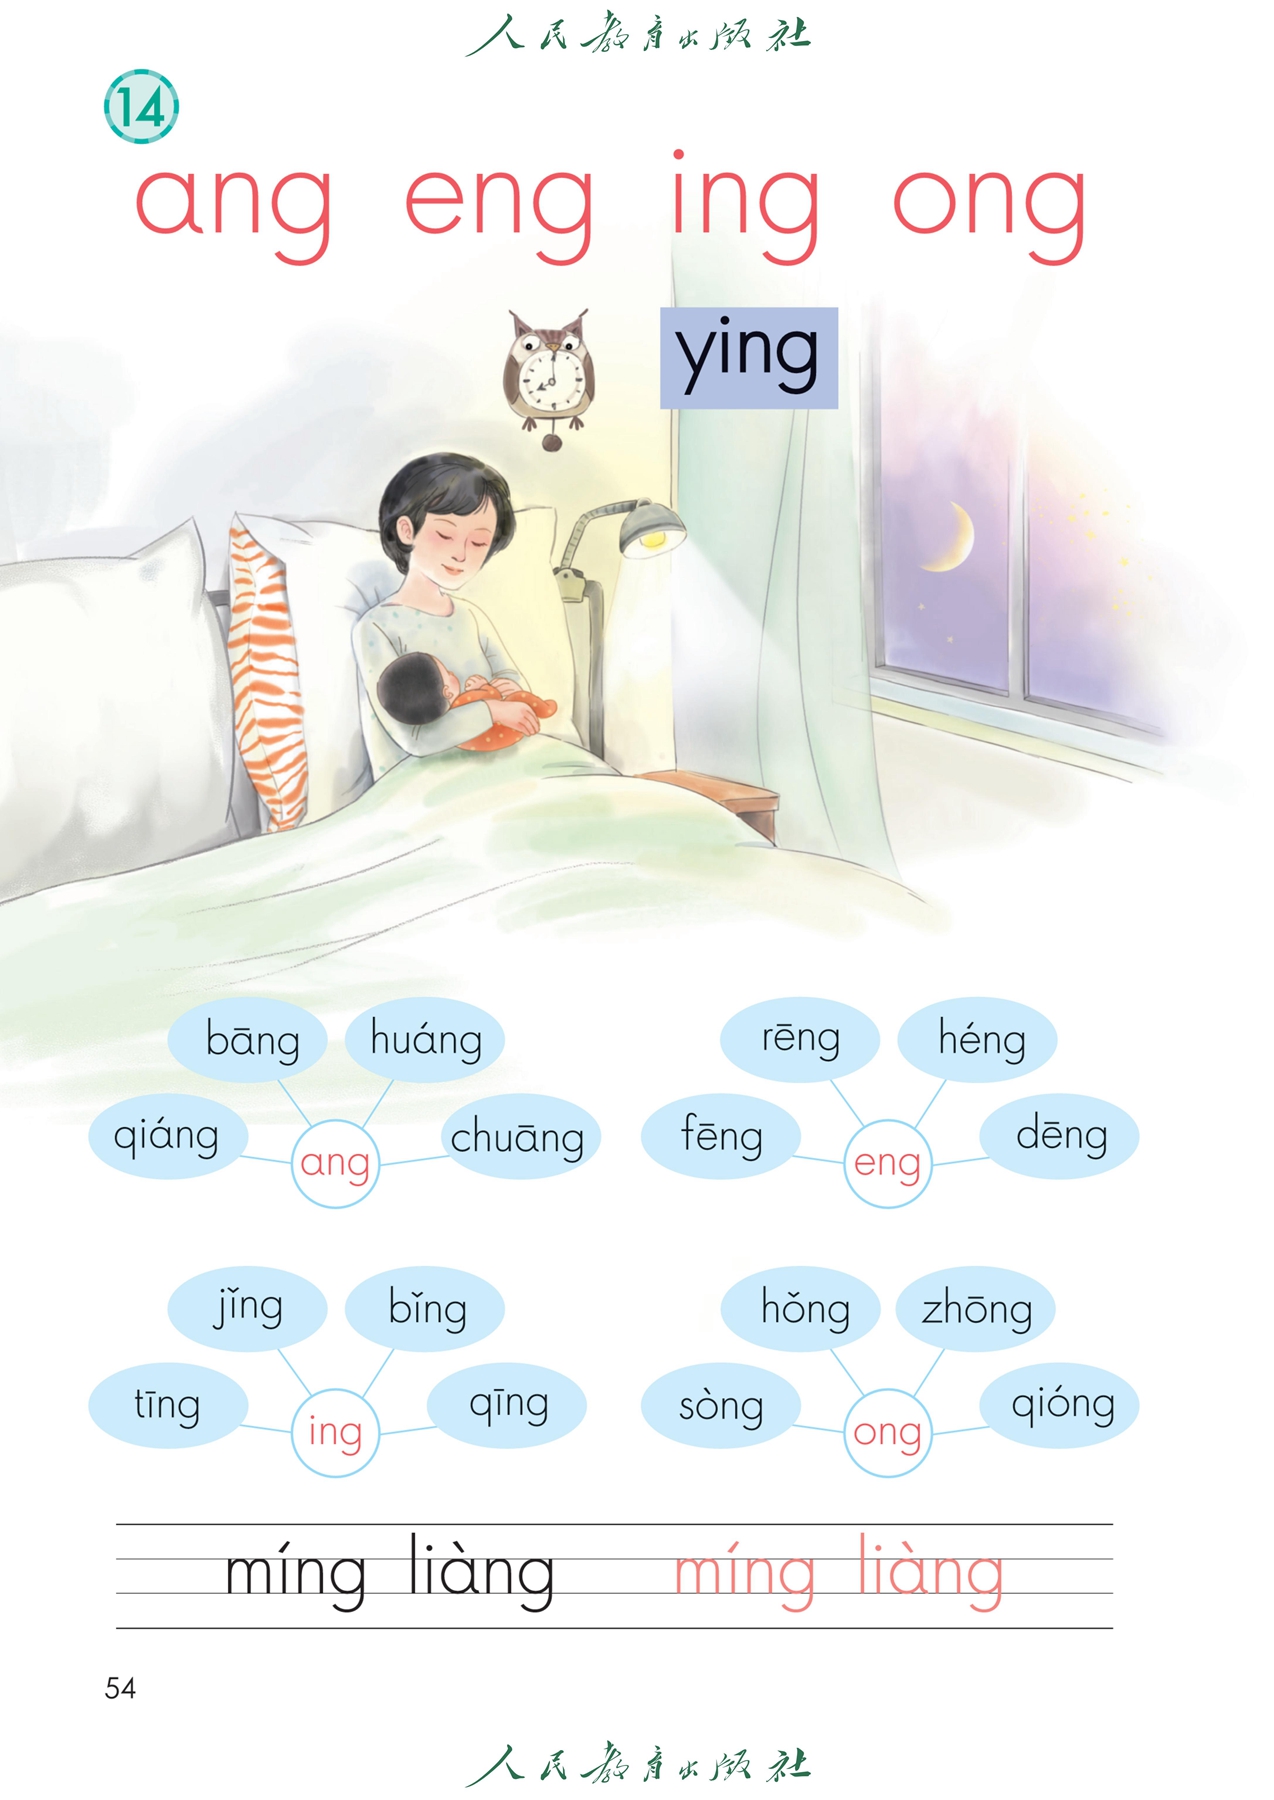 人民教育出版社
14
ang eng ing ong
ying
bāng huáng rēng héng
qiáng chuāng fēng dēng
ang eng
jǐng bǐng hǒng zhōng
tīng qīng sòng qióng
ing ong
míng liàng míng liàng
54
人民教育出版社